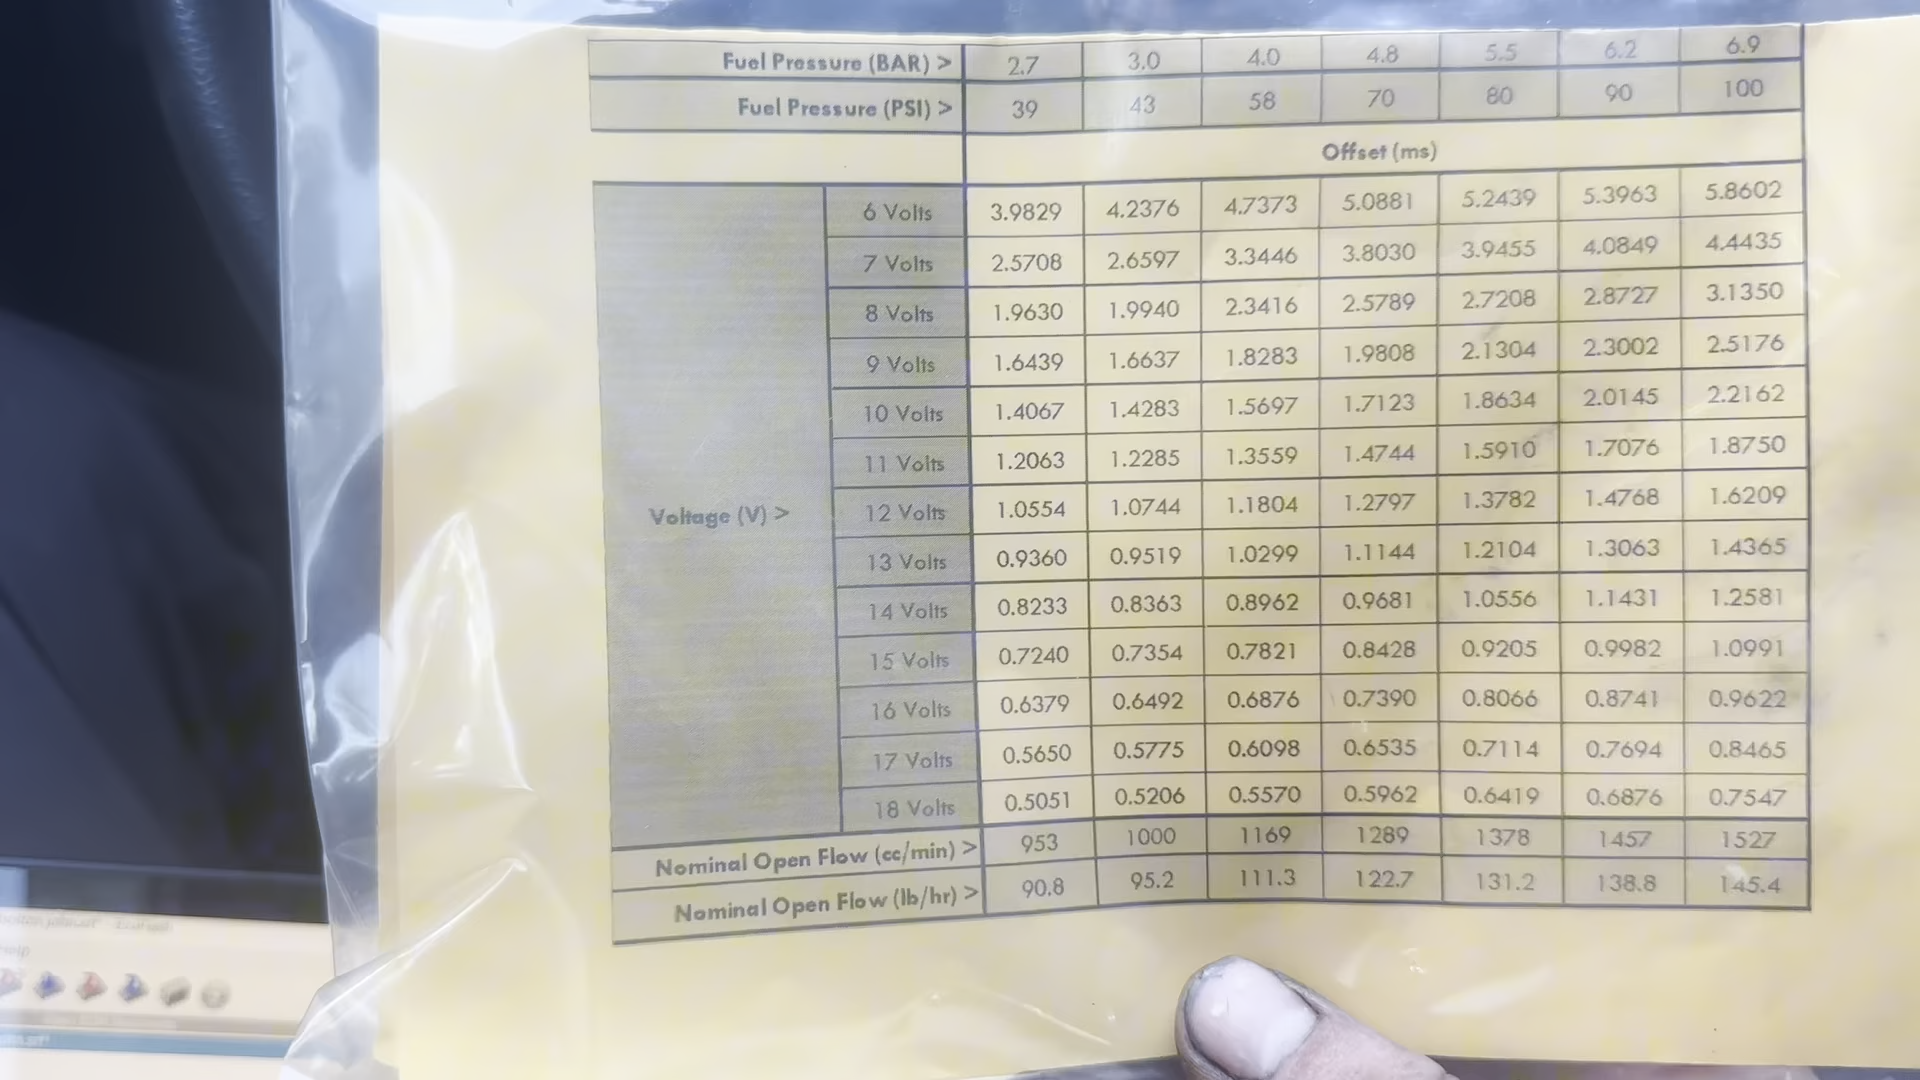 Fuel Pressure (BAR) > 2.7 3.0 4.0 4.8 5.5 6.2 6.9
Fuel Pressure (PSI) > 39 43 58 70 80 90 100
Offset (ms)
6 Volts 3.9829 4.2376 4.7373 5.0881 5.2439 5.3963 5.8602
7 Volts 2.5708 2.6597 3.3446 3.8030 3.9455 4.0849 4.4435
8 Volts 1.9630 1.9940 2.3416 2.5789 2.7208 2.8727 3.1350
9 Volts 1.6439 1.6637 1.8283 1.9808 2.1304 2.3002 2.5176
10 Volts 1.4067 1.4283 1.5697 1.7123 1.8634 2.0145 2.2162
11 Volts 1.2063 1.2285 1.3559 1.4744 1.5910 1.7076 1.8750
Voltage (V) > 12 Volts 1.0554 1.0744 1.1804 1.2797 1.3782 1.4768 1.6209
13 Volts 0.9360 0.9519 1.0299 1.1144 1.2104 1.3063 1.4365
14 Volts 0.8233 0.8363 0.8962 0.9681 1.0556 1.1431 1.2581
15 Volts 0.7240 0.7354 0.7821 0.8428 0.9205 0.9982 1.0991
16 Volts 0.6379 0.6492 0.6876 0.7390 0.8066 0.8741 0.9622
17 Volts 0.5650 0.5775 0.6098 0.6535 0.7114 0.7694 0.8465
18 Volts 0.5051 0.5206 0.5570 0.5962 0.6419 0.6876 0.7547
Nominal Open Flow (cc/min) > 953 1000 1169 1289 1378 1457 1527
Nominal Open Flow (lb/hr) > 90.8 95.2 111.3 122.7 131.2 138.8 145.4